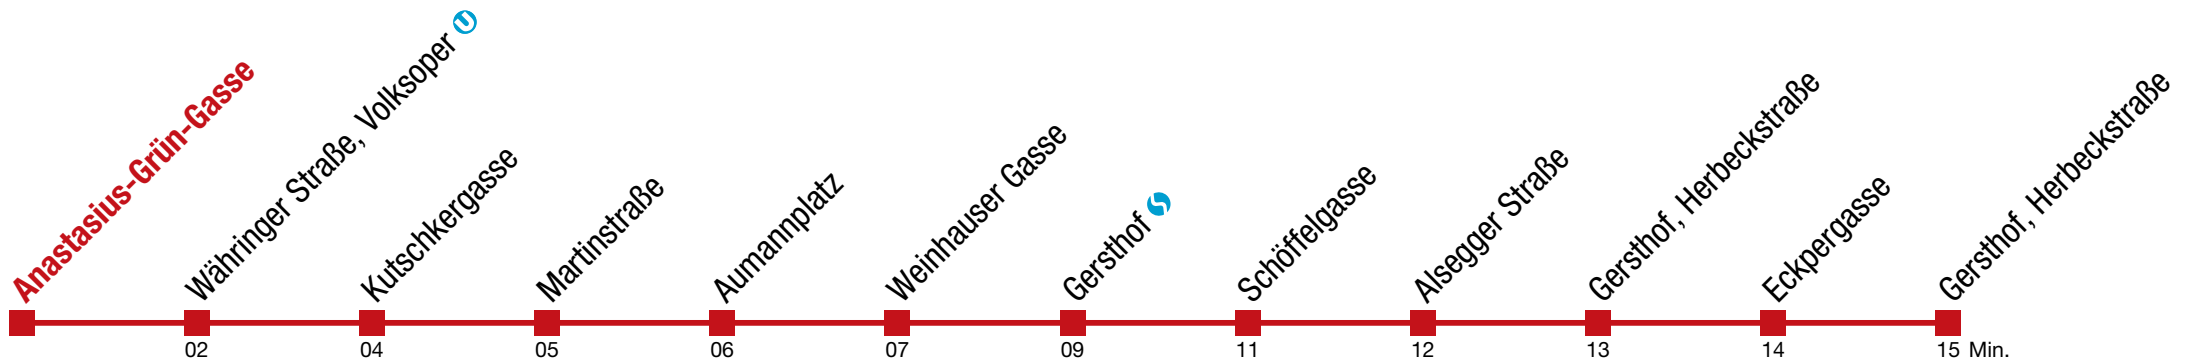 Anastasius-Grün-Gasse
Währinger Straße, Volksoper U
Kutschkergasse
Martinstraße
Aumannplatz
Weinhauser Gasse
Gersthof S
Schöffelgasse
Alsegger Straße
Gersthof, Herbeckstraße
Eckpergasse
Gersthof, Herbeckstraße
02 04 05 06 07 09 11 12 13 14 15 Min.